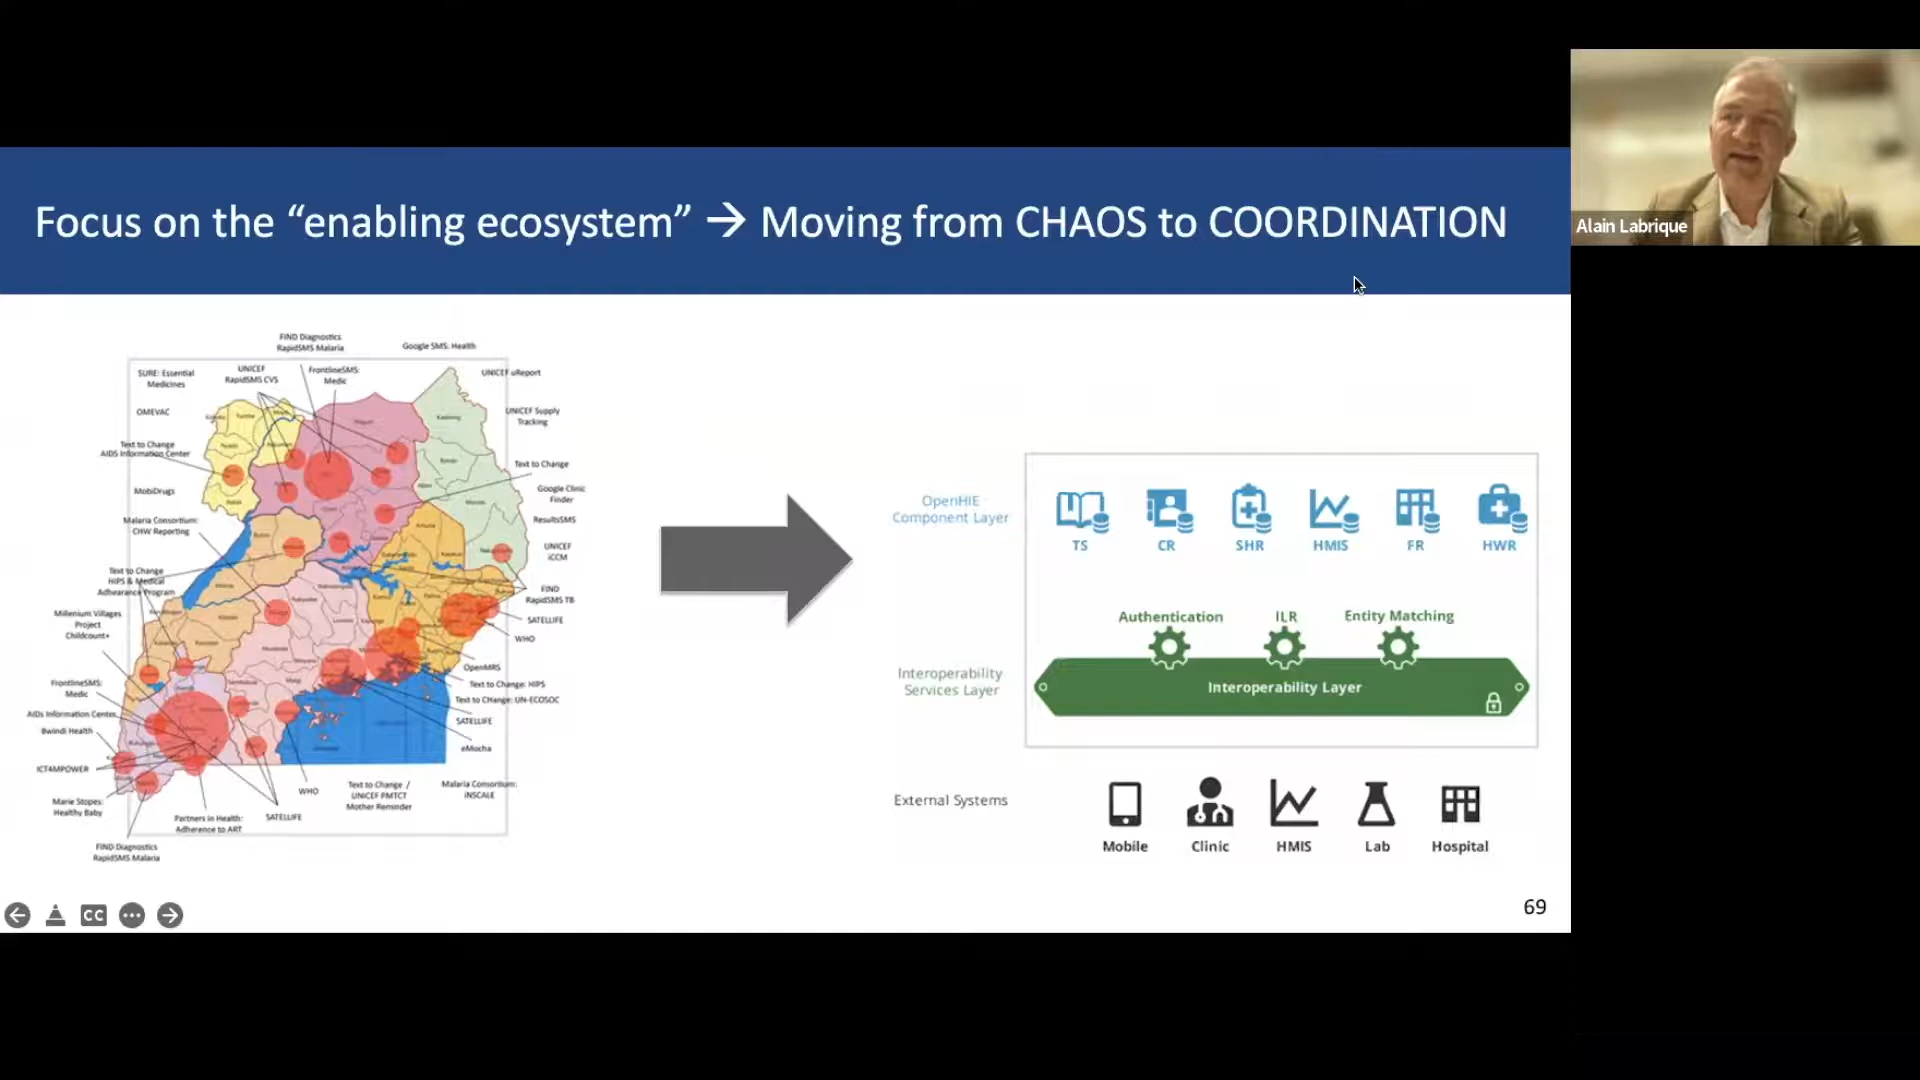 Focus on the “enabling ecosystem” → Moving from CHAOS to COORDINATION
Alain Labrique
FIND Diagnostics
RapidSMS Malaria
Google SMS: Health
SURE: Essential
Medicines
UNICEF
RapidSMS CVS
FrontlineSMS:
Medic
UNICEF uReport
OMEVAC
UNICEF Supply
Tracking
Text to Change
AIDS Information Center
Text to Change
MobiDrugs
Google Clinic
Finder
Malaria Consortium:
CHW Reporting
ResultsSMS
UNICEF
iCCM
Text to Change
HIPS & Medical
Adhearance Program
FIND
RapidSMS TB
Millenium Villages
Project
Childcount+
SATELLIFE
WHO
OpenMRS
FrontlineSMS:
Medic
Text to Change: HIPS
Text to Change: UN-ECOSOC
AIDs Information Center
SATELLIFE
Bwindi Health
eMocha
ICT4MPOWER
WHO
Text to Change /
UNICEF PMTCT
Mother Reminder
Malaria Consortium:
iNSCALE
Marie Stopes:
Healthy Baby
Partners in Health:
Adherence to ART
SATELLIFE
FIND Diagnostics
RapidSMS Malaria
OpenHIE
Component Layer
TS
CR
SHR
HMIS
FR
HWR
Authentication
ILR
Entity Matching
Interoperability
Services Layer
Interoperability Layer
External Systems
Mobile
Clinic
HMIS
Lab
Hospital
CC
69